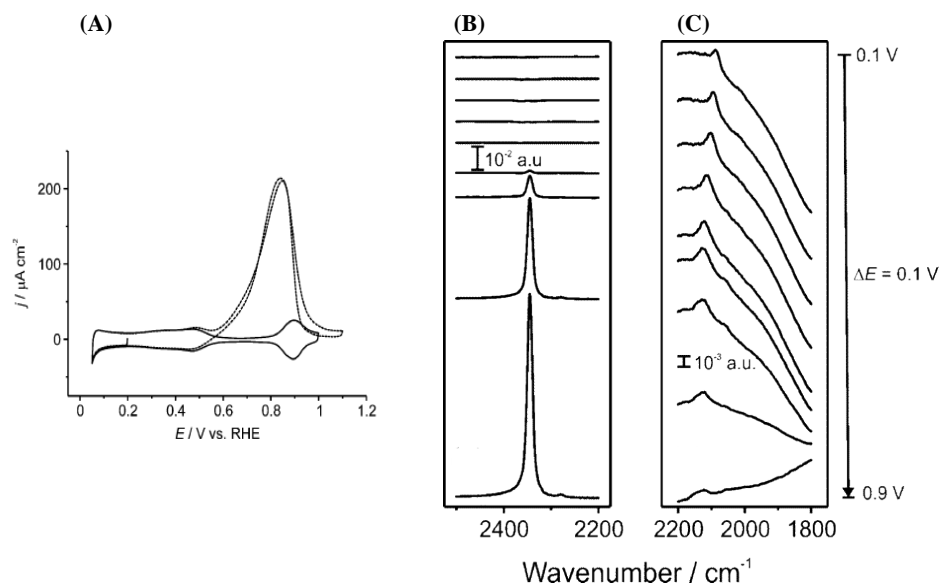 (A)
(B)
(C)
200
100
0
j / μA cm⁻²
0 0.2 0.4 0.6 0.8 1 1.2
E / V vs. RHE
10⁻² a.u
2400 2200
10⁻³ a.u.
2200 2000 1800
Wavenumber / cm⁻¹
0.1 V
ΔE = 0.1 V
0.9 V